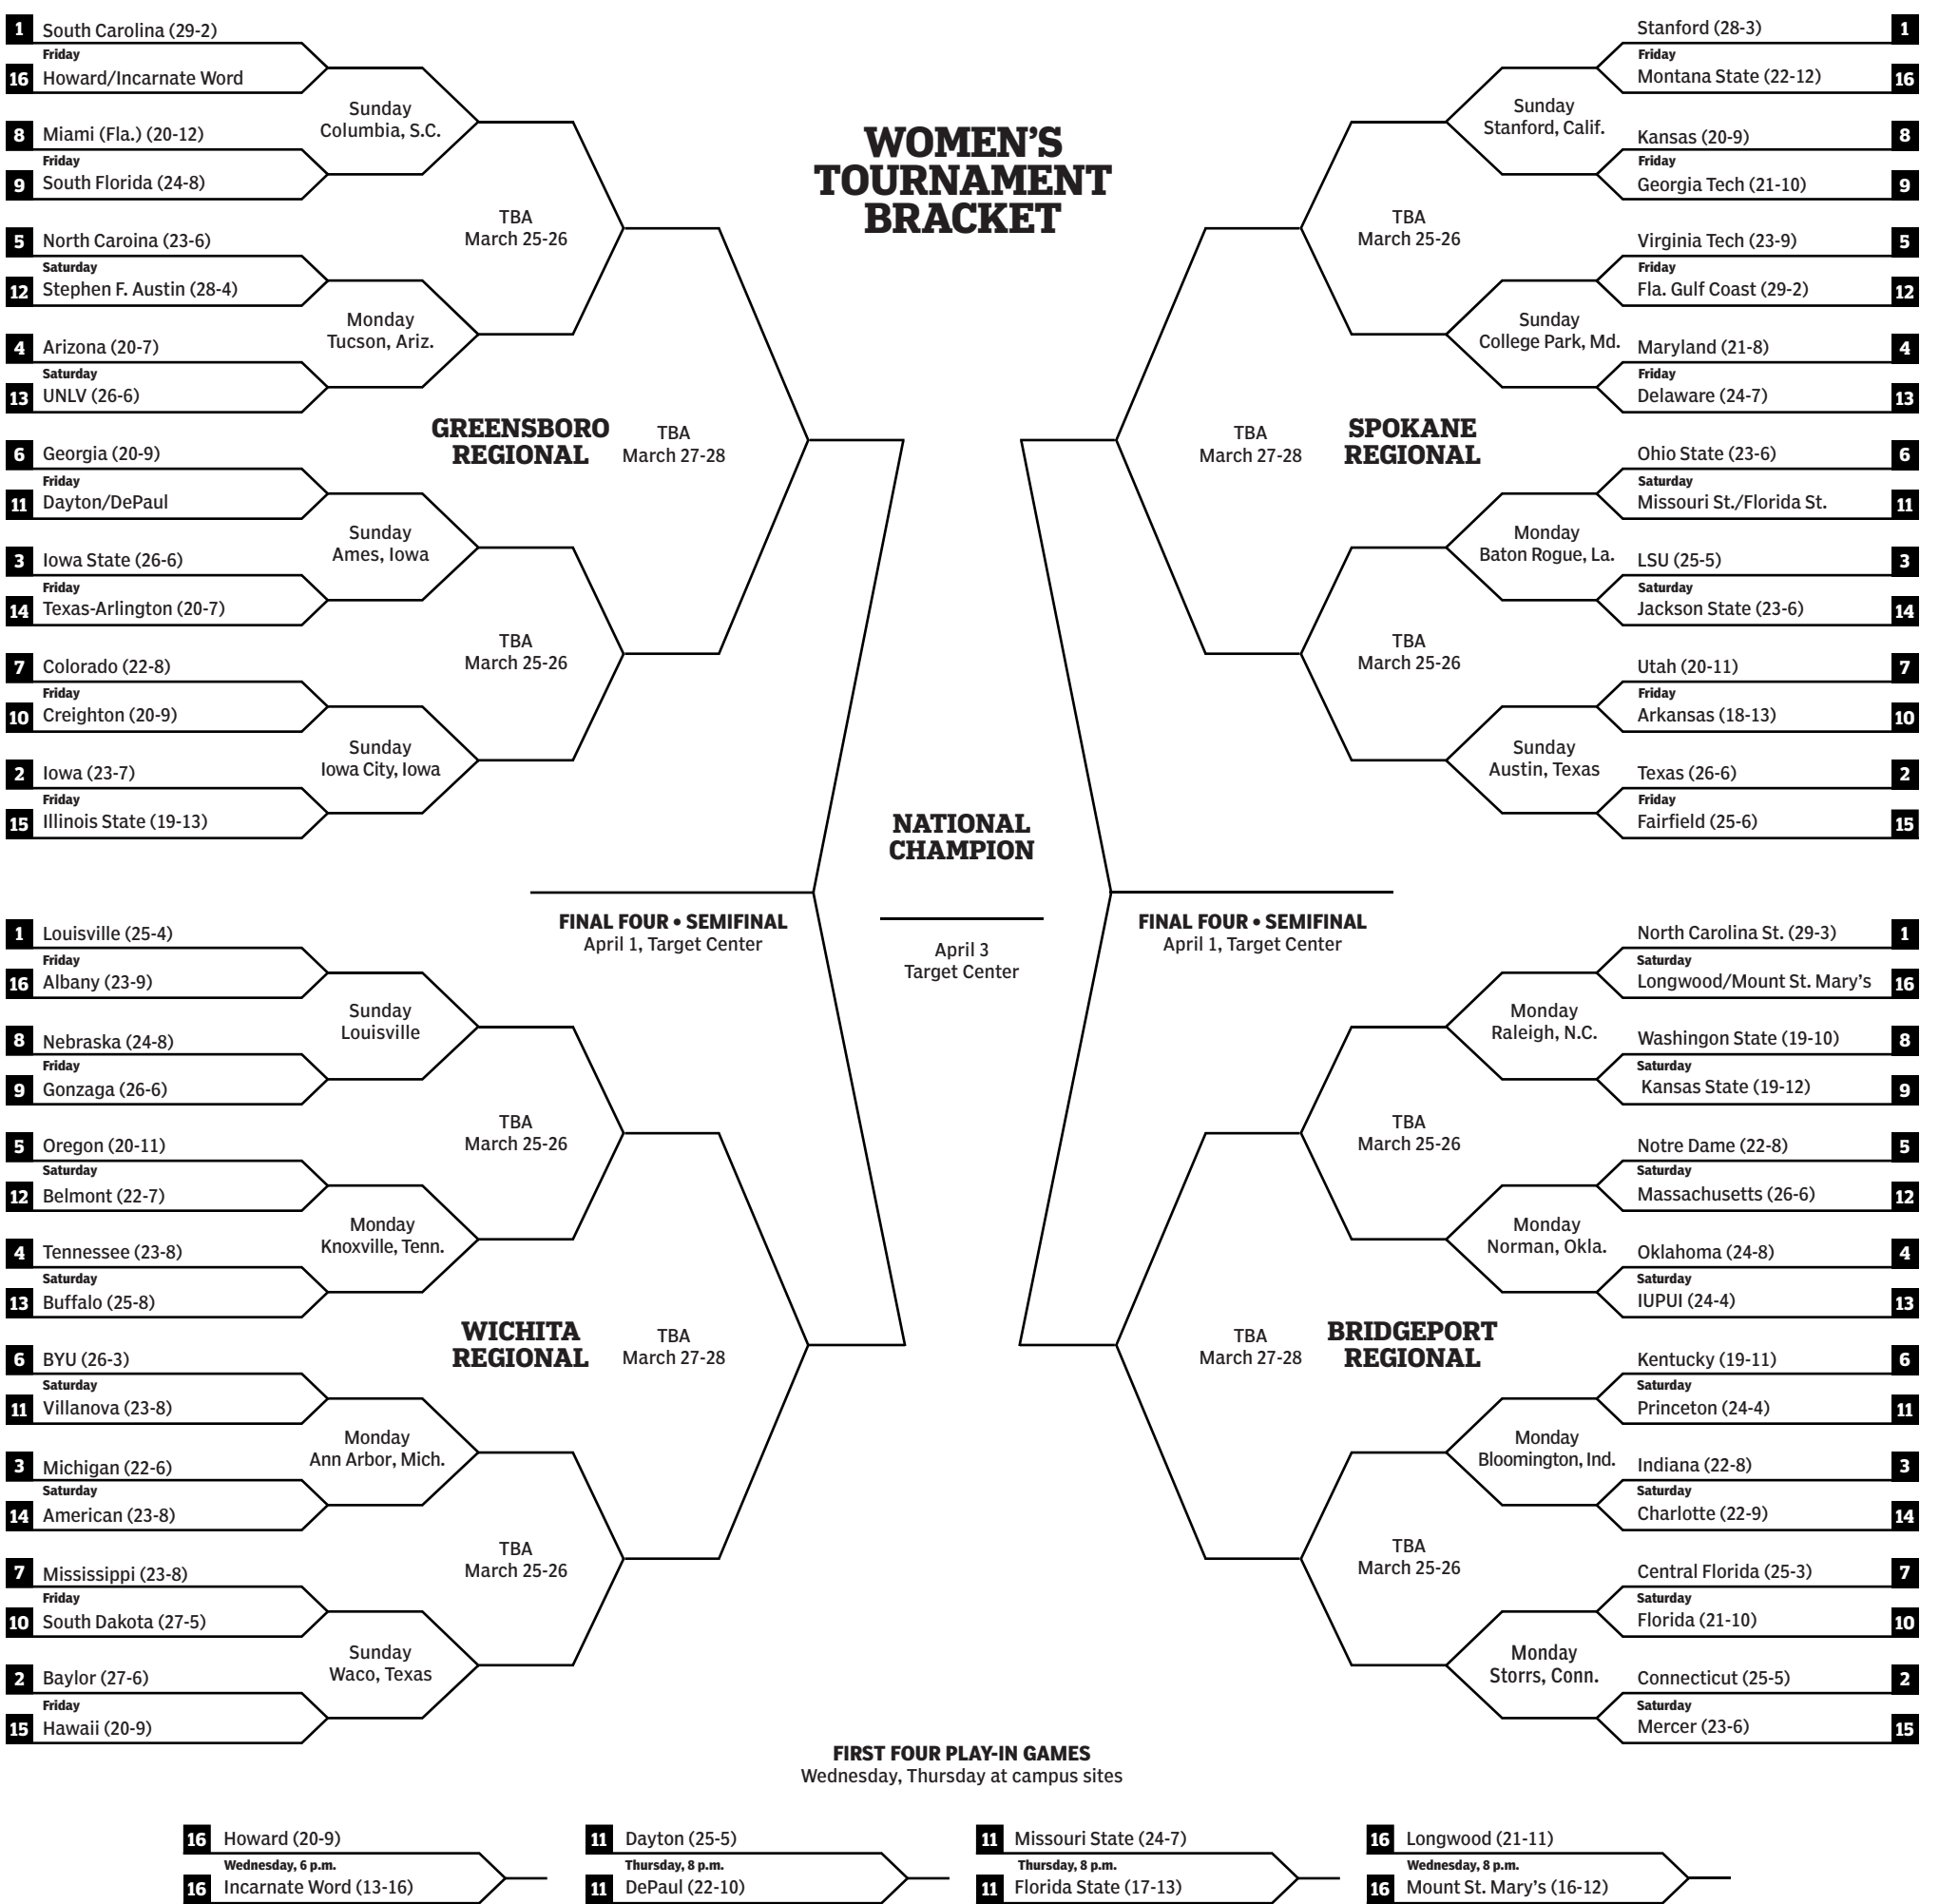 WOMEN'S
TOURNAMENT
BRACKET
1 South Carolina (29-2)
Friday
16 Howard/Incarnate Word
Sunday
Columbia, S.C.
8 Miami (Fla.) (20-12)
Friday
9 South Florida (24-8)
TBA
March 25-26
5 North Caroina (23-6)
Saturday
12 Stephen F. Austin (28-4)
Monday
Tucson, Ariz.
4 Arizona (20-7)
Saturday
13 UNLV (26-6)
GREENSBORO
REGIONAL
TBA
March 27-28
6 Georgia (20-9)
Friday
11 Dayton/DePaul
Sunday
Ames, Iowa
3 Iowa State (26-6)
Friday
14 Texas-Arlington (20-7)
TBA
March 25-26
7 Colorado (22-8)
Friday
10 Creighton (20-9)
Sunday
Iowa City, Iowa
2 Iowa (23-7)
Friday
15 Illinois State (19-13)
Stanford (28-3) 1
Friday
Montana State (22-12) 16
Sunday
Stanford, Calif.
Kansas (20-9) 8
Friday
Georgia Tech (21-10) 9
TBA
March 25-26
Virginia Tech (23-9) 5
Friday
Fla. Gulf Coast (29-2) 12
Sunday
College Park, Md.
Maryland (21-8) 4
Friday
Delaware (24-7) 13
TBA
March 27-28
SPOKANE
REGIONAL
Ohio State (23-6) 6
Saturday
Missouri St./Florida St. 11
Monday
Baton Rogue, La.
LSU (25-5) 3
Saturday
Jackson State (23-6) 14
TBA
March 25-26
Utah (20-11) 7
Friday
Arkansas (18-13) 10
Sunday
Austin, Texas
Texas (26-6) 2
Friday
Fairfield (25-6) 15
NATIONAL
CHAMPION
FINAL FOUR • SEMIFINAL
April 1, Target Center
April 3
Target Center
FINAL FOUR • SEMIFINAL
April 1, Target Center
1 Louisville (25-4)
Friday
16 Albany (23-9)
Sunday
Louisville
8 Nebraska (24-8)
Friday
9 Gonzaga (26-6)
TBA
March 25-26
5 Oregon (20-11)
Saturday
12 Belmont (22-7)
Monday
Knoxville, Tenn.
4 Tennessee (23-8)
Saturday
13 Buffalo (25-8)
WICHITA
REGIONAL
TBA
March 27-28
6 BYU (26-3)
Saturday
11 Villanova (23-8)
Monday
Ann Arbor, Mich.
3 Michigan (22-6)
Saturday
14 American (23-8)
TBA
March 25-26
7 Mississippi (23-8)
Friday
10 South Dakota (27-5)
Sunday
Waco, Texas
2 Baylor (27-6)
Friday
15 Hawaii (20-9)
North Carolina St. (29-3) 1
Saturday
Longwood/Mount St. Mary's 16
Monday
Raleigh, N.C.
Washingon State (19-10) 8
Saturday
Kansas State (19-12) 9
TBA
March 25-26
Notre Dame (22-8) 5
Saturday
Massachusetts (26-6) 12
Monday
Norman, Okla.
Oklahoma (24-8) 4
Saturday
IUPUI (24-4) 13
TBA
March 27-28
BRIDGEPORT
REGIONAL
Kentucky (19-11) 6
Saturday
Princeton (24-4) 11
Monday
Bloomington, Ind.
Indiana (22-8) 3
Saturday
Charlotte (22-9) 14
TBA
March 25-26
Central Florida (25-3) 7
Saturday
Florida (21-10) 10
Monday
Storrs, Conn.
Connecticut (25-5) 2
Saturday
Mercer (23-6) 15
FIRST FOUR PLAY-IN GAMES
Wednesday, Thursday at campus sites
16 Howard (20-9)
Wednesday, 6 p.m.
16 Incarnate Word (13-16)
11 Dayton (25-5)
Thursday, 8 p.m.
11 DePaul (22-10)
11 Missouri State (24-7)
Thursday, 8 p.m.
11 Florida State (17-13)
16 Longwood (21-11)
Wednesday, 8 p.m.
16 Mount St. Mary's (16-12)